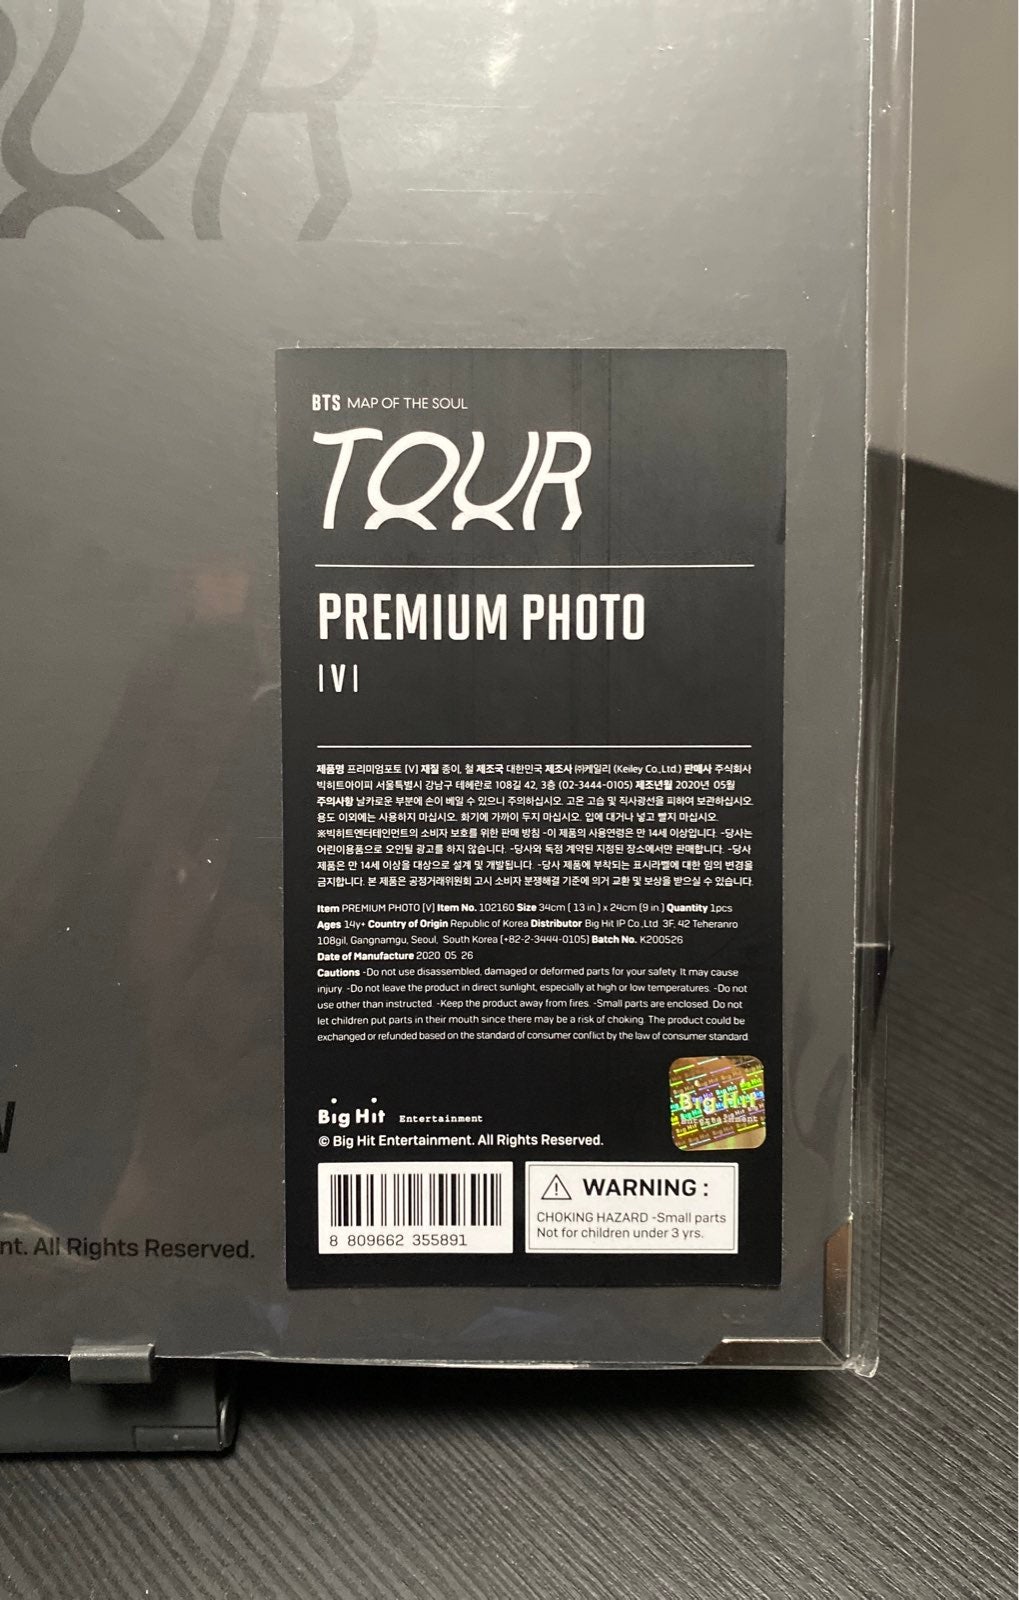 BTS MAP OF THE SOUL
TOUR
PREMIUM PHOTO
|V|
제품명 프리미엄포토 [V] 재질 종이, 철 제조국 대한민국 제조사 ㈜케일리 (Keiley Co.,Ltd.) 판매사 주식회사
빅히트아이피 서울특별시 강남구 테헤란로 108길 42, 3층 (02-3444-0105) 제조년월 2020년 05월
주의사항 날카로운 부분에 손이 베일 수 있으니 주의하십시오. 고온 고습 및 직사광선을 피하여 보관하십시오.
용도 이외에는 사용하지 마십시오. 화기에 가까이 두지 마십시오. 입에 대거나 넣고 빨지 마십시오.
※빅히트엔터테인먼트의 소비자 보호를 위한 판매 방침 -이 제품의 사용연령은 만 14세 이상입니다. -당사는
어린이용품으로 오인될 광고를 하지 않습니다. -당사와 독점 계약된 지정된 장소에서만 판매합니다. -당사
제품은 만 14세 이상을 대상으로 설계 및 개발됩니다. -당사 제품에 부착되는 표시라벨에 대한 임의 변경을
금지합니다. 본 제품은 공정거래위원회 고시 소비자 분쟁해결 기준에 의거 교환 및 보상을 받으실 수 있습니다.
Item PREMIUM PHOTO [V] Item No. 102160 Size 34cm [ 13 in ] x 24cm [9 in ] Quantity 1pcs
Ages 14y+ Country of Origin Republic of Korea Distributor Big Hit IP Co.,Ltd. 3F, 42 Teheranro
108gil, Gangnamgu, Seoul, South Korea [+82-2-3444-0105] Batch No. K200526
Date of Manufacture 2020. 05. 26
Cautions -Do not use disassembled, damaged or deformed parts for your safety. It may cause
injury. -Do not leave the product in direct sunlight, especially at high or low temperatures. -Do not
use other than instructed. -Keep the product away from fires. -Small parts are enclosed. Do not
let children put parts in their mouth since there may be a risk of choking. The product could be
exchanged or refunded based on the standard of consumer conflict by the law of consumer standard.
Big Hit
Big Hit Entertainment
© Big Hit Entertainment. All Rights Reserved.
8 809662 355891
WARNING :
CHOKING HAZARD -Small parts
Not for children under 3 yrs.
nt. All Rights Reserved.